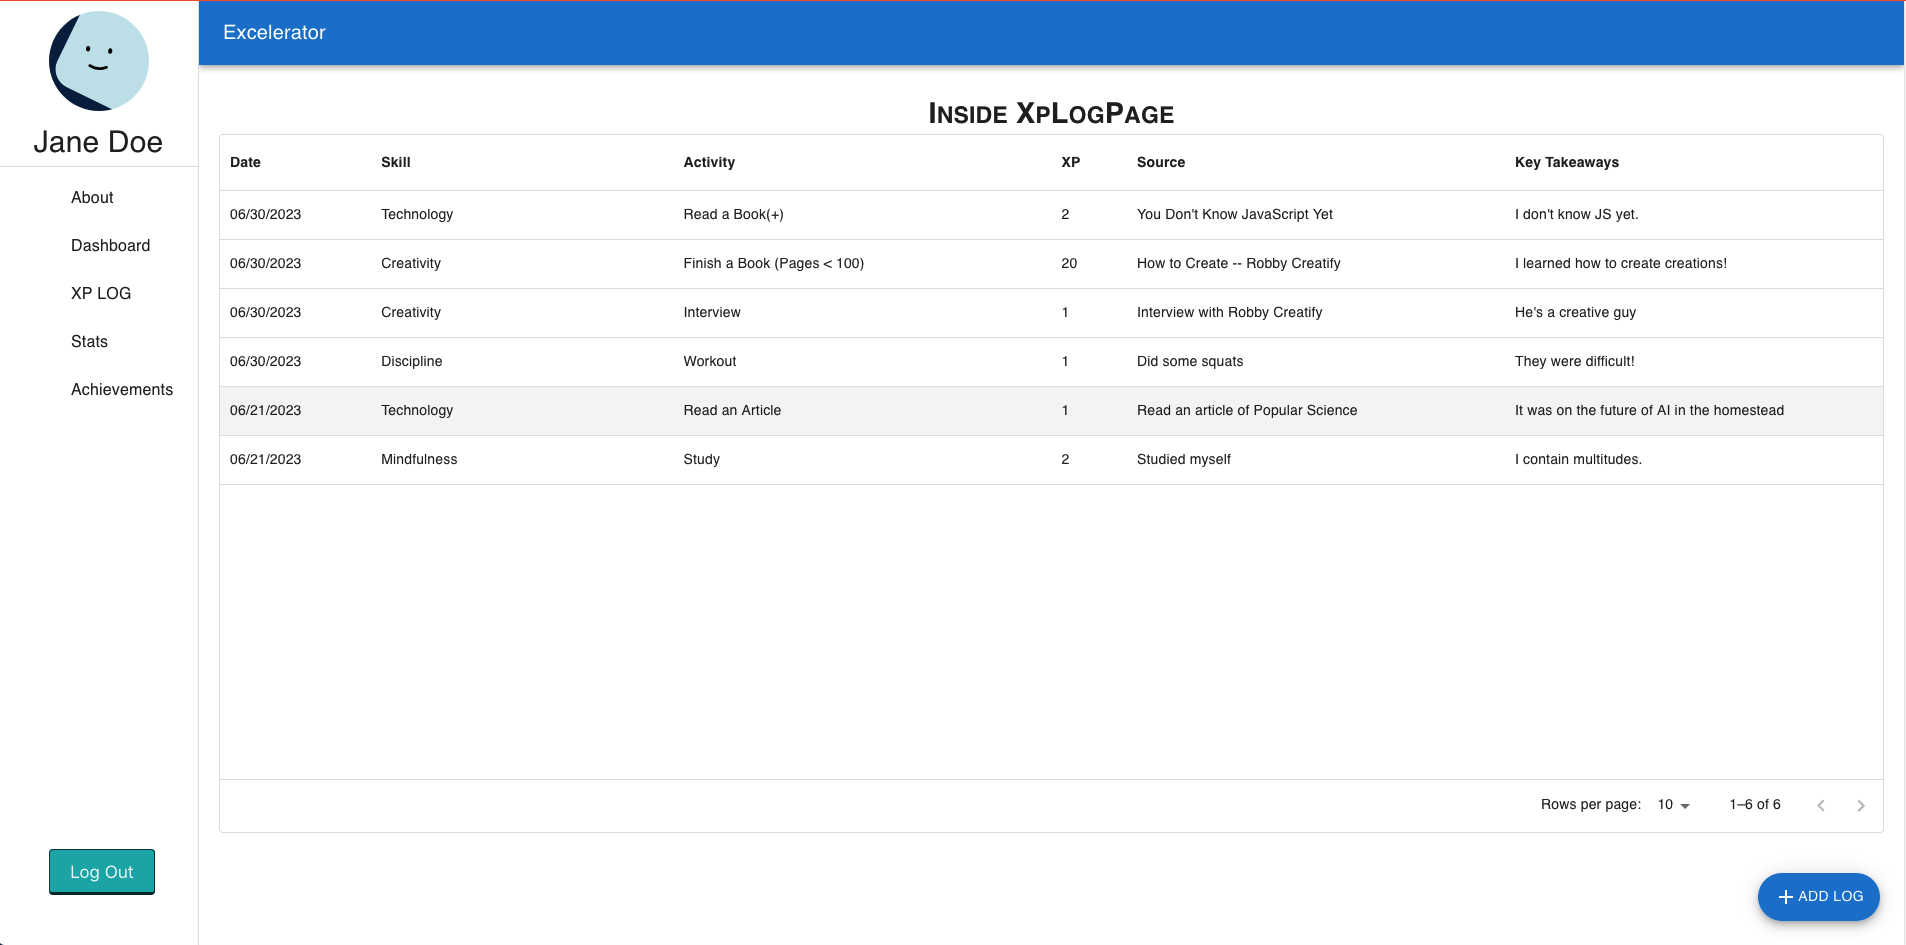 Excelerator
Jane Doe
About
Dashboard
XP LOG
Stats
Achievements
Log Out
Inside XpLogPage
Date Skill Activity XP Source Key Takeaways
06/30/2023 Technology Read a Book(+) 2 You Don't Know JavaScript Yet I don't know JS yet.
06/30/2023 Creativity Finish a Book (Pages < 100) 20 How to Create -- Robby Creatify I learned how to create creations!
06/30/2023 Creativity Interview 1 Interview with Robby Creatify He's a creative guy
06/30/2023 Discipline Workout 1 Did some squats They were difficult!
06/21/2023 Technology Read an Article 1 Read an article of Popular Science It was on the future of AI in the homestead
06/21/2023 Mindfulness Study 2 Studied myself I contain multitudes.
Rows per page: 10 1–6 of 6
ADD LOG